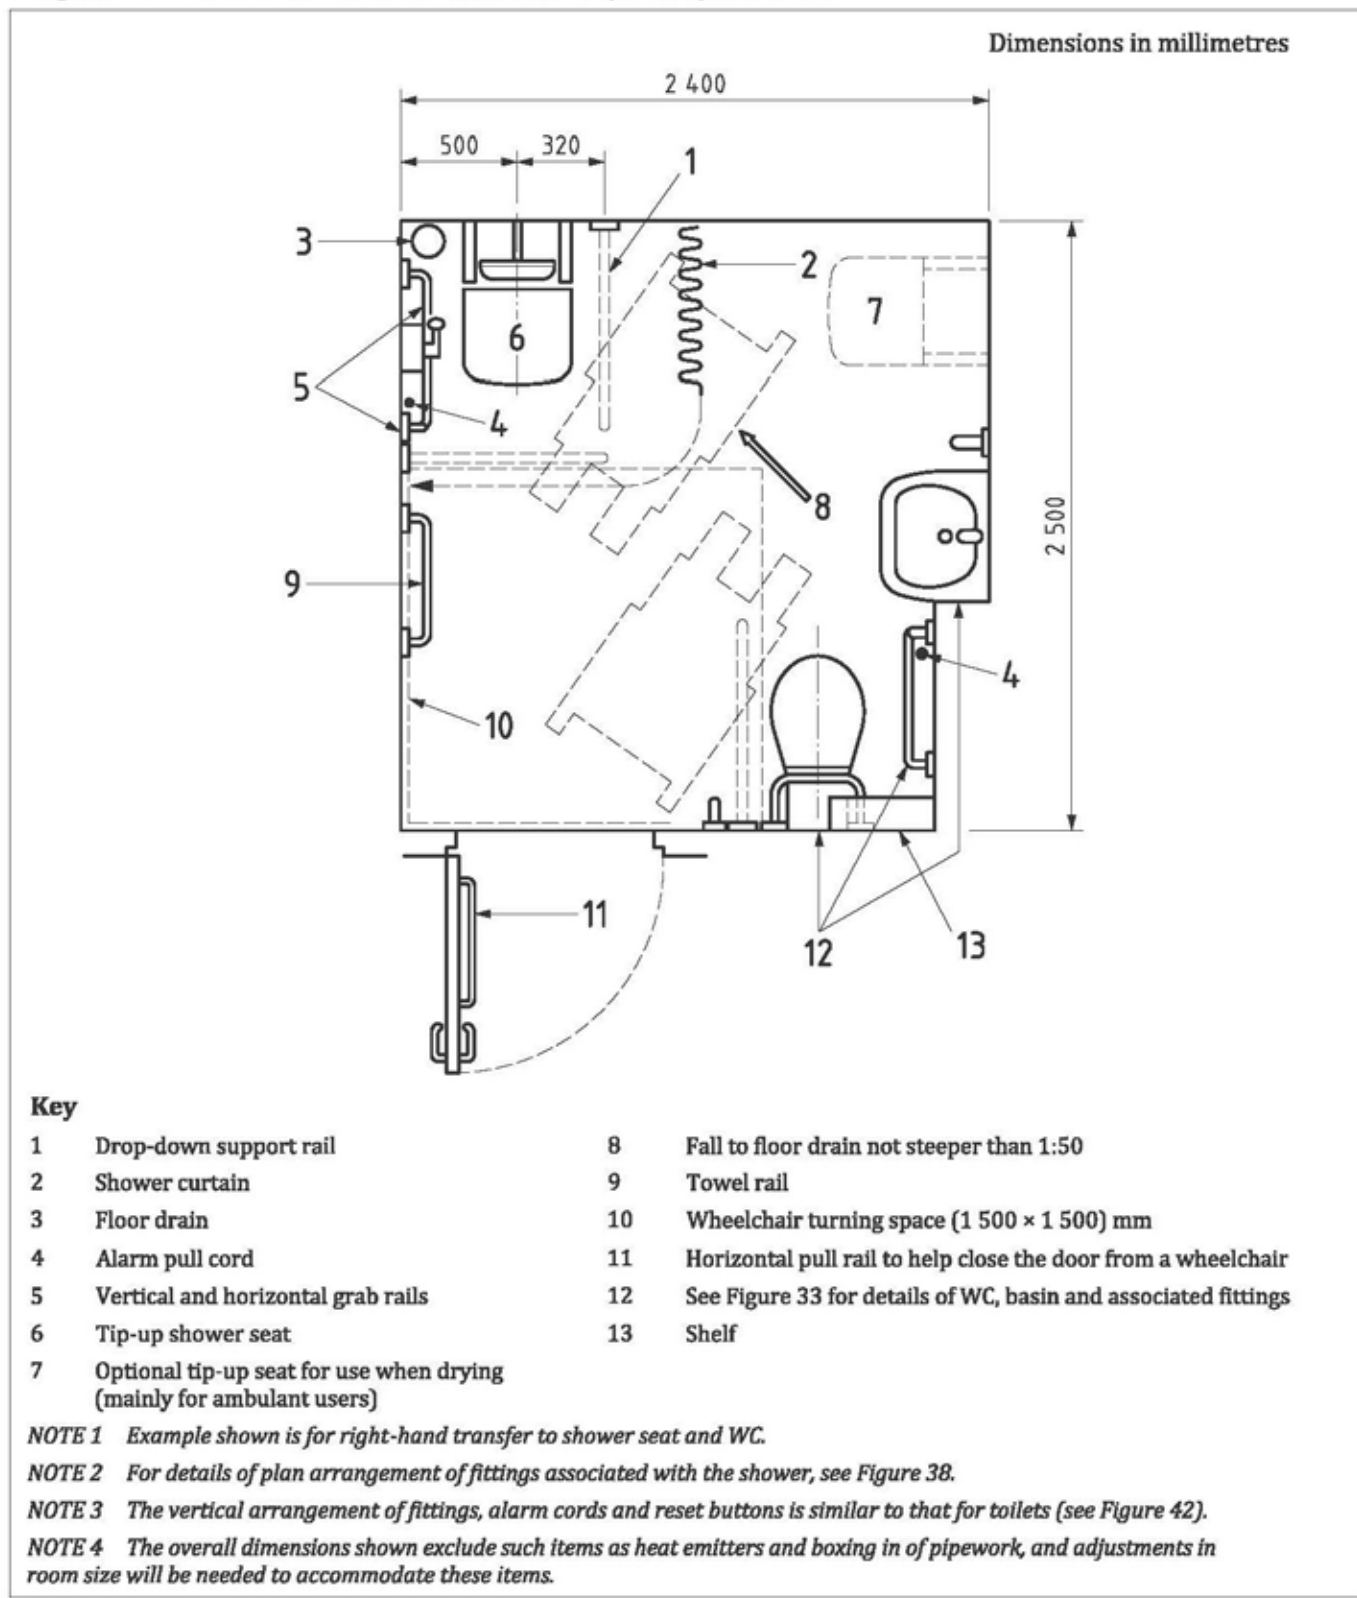 Dimensions in millimetres
2 400
500
320
1
3
2
7
6
5
4
8
2 500
9
4
10
11
12
13
Key
1 Drop-down support rail
2 Shower curtain
3 Floor drain
4 Alarm pull cord
5 Vertical and horizontal grab rails
6 Tip-up shower seat
7 Optional tip-up seat for use when drying
(mainly for ambulant users)
8 Fall to floor drain not steeper than 1:50
9 Towel rail
10 Wheelchair turning space (1 500 × 1 500) mm
11 Horizontal pull rail to help close the door from a wheelchair
12 See Figure 33 for details of WC, basin and associated fittings
13 Shelf
NOTE 1 Example shown is for right-hand transfer to shower seat and WC.
NOTE 2 For details of plan arrangement of fittings associated with the shower, see Figure 38.
NOTE 3 The vertical arrangement of fittings, alarm cords and reset buttons is similar to that for toilets (see Figure 42).
NOTE 4 The overall dimensions shown exclude such items as heat emitters and boxing in of pipework, and adjustments in
room size will be needed to accommodate these items.